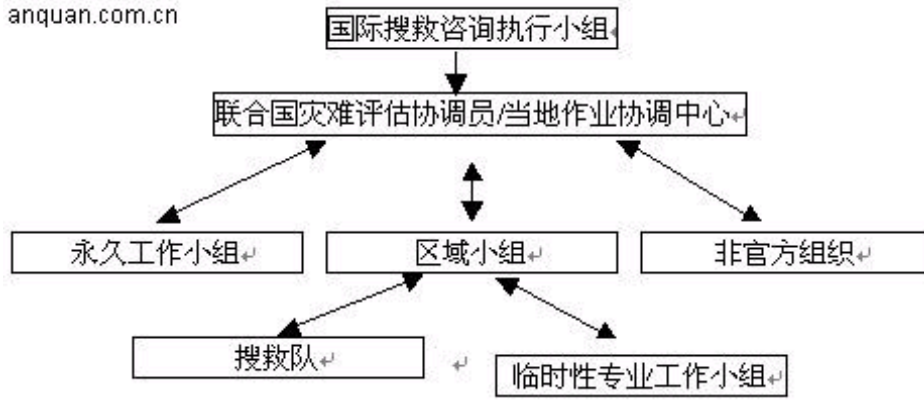 anquan.com.cn
国际搜救咨询执行小组
联合国灾难评估协调员/当地作业协调中心
永久工作小组
区域小组
非官方组织
搜救队
临时性专业工作小组